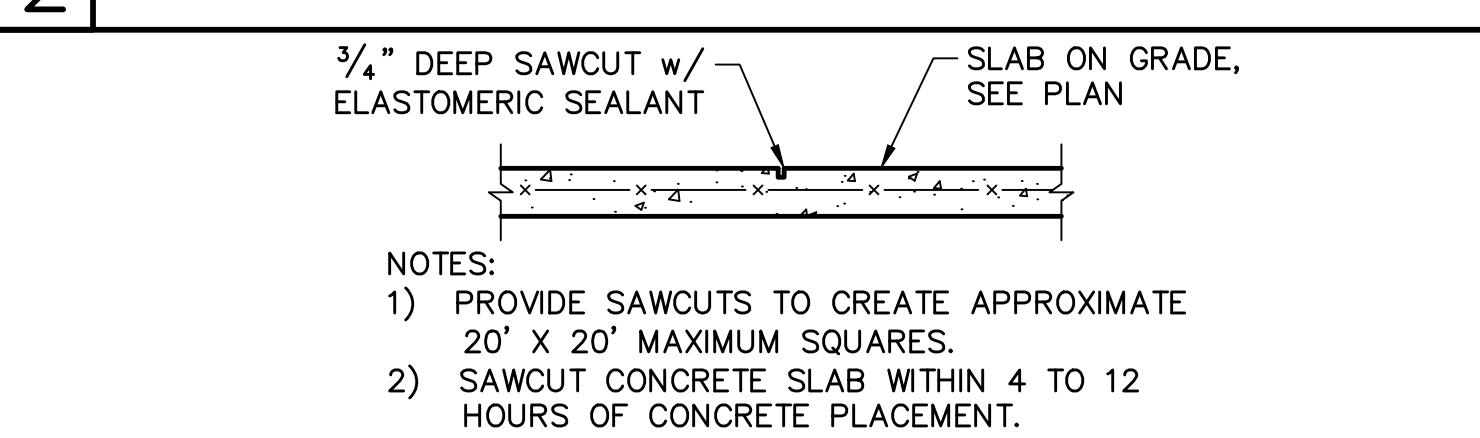 2
¾" DEEP SAWCUT w/
ELASTOMERIC SEALANT
SLAB ON GRADE,
SEE PLAN
NOTES:
1) PROVIDE SAWCUTS TO CREATE APPROXIMATE
20' X 20' MAXIMUM SQUARES.
2) SAWCUT CONCRETE SLAB WITHIN 4 TO 12
HOURS OF CONCRETE PLACEMENT.